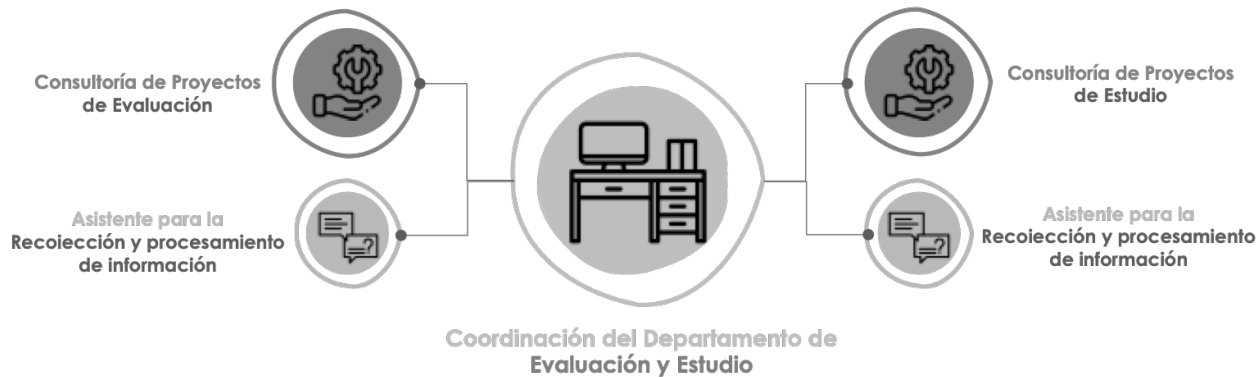 Consultoría de Proyectos
de Evaluación
Asistente para la
Recoiección y procesamiento
de información
Consultoría de Proyectos
de Estudio
Asistente para la
Recoiección y procesamiento
de información
Coordinación del Departamento de
Evaluación y Estudio
?
?